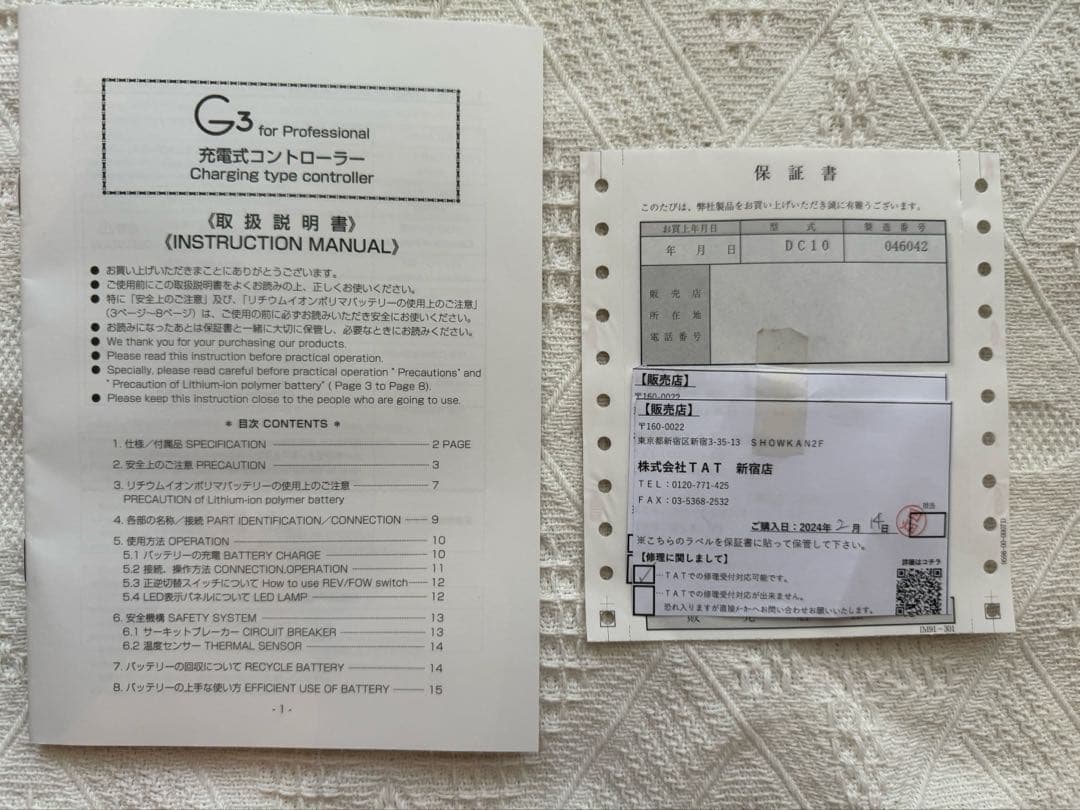 G3 for Professional
充電式コントローラー
Charging type controller
《取扱説明書》
《INSTRUCTION MANUAL》
● お買い上げいただきまことにありがとうございます。
● ご使用前にこの取扱説明書をよくお読みの上、正しくお使いください。
● 特に「安全上のご注意」及び、「リチウムイオンポリマバッテリーの使用上のご注意」
(3ページ〜8ページ)は、ご使用の前に必ずお読みいただき安全にお使いください。
● お読みになったあとは保証書と一緒に大切に保管し、必要なときにお読みください。
● We thank you for your purchasing our products.
● Please read this instruction before practical operation.
● Specially, please read carefully before practical operation "Precautions" and
"Precaution of Lithium-ion polymer battery" ( Page 3 to Page 8).
● Please keep this instruction close to the people who are going to use.
* 目次 CONTENTS *
1. 仕様/付属品 SPECIFICATION 2 PAGE
2. 安全上のご注意 PRECAUTION 3
3. リチウムイオンポリマバッテリーの使用上のご注意 7
PRECAUTION of Lithium-ion polymer battery
4. 各部の名称/接続 PART IDENTIFICATION/CONNECTION 9
5. 使用方法 OPERATION 10
5.1 バッテリーの充電 BATTERY CHARGE 10
5.2 接続、操作方法 CONNECTION,OPERATION 11
5.3 正逆切替スイッチについて How to use REV/FOW switch 12
5.4 LED表示パネルについて LED LAMP 12
6. 安全機構 SAFETY SYSTEM 13
6.1 サーキットブレーカー CIRCUIT BREAKER 13
6.2 温度センサー THERMAL SENSOR 14
7. バッテリーの回収について RECYCLE BATTERY 14
8. バッテリーの上手な使い方 EFFICIENT USE OF BATTERY 15
- 1 -
保証書
このたびは、弊社製品をお買い上げいただき誠に有難うございます。
お買上年月日 型式 製造番号
年 月 日 DC10 046042
販売店
所在地
電話番号
【販売店】
〒160-0022
【販売店】
〒160-0022
東京都新宿区新宿3-35-13 SHOWKAN2F
株式会社TAT 新宿店
TEL:0120-771-425
FAX:03-5368-2532
担当
ご購入日:2024年2月14日
※こちらのラベルを保証書に貼って保管して下さい。
【修理に関しまして】
詳細はコチラ
✓ …TATでの修理受付対応可能です。
…TATでの修理受付対応が出来ません。
恐れ入りますが直接メーカーへお問い合わせお願いいたします。
販売店
IM91-301